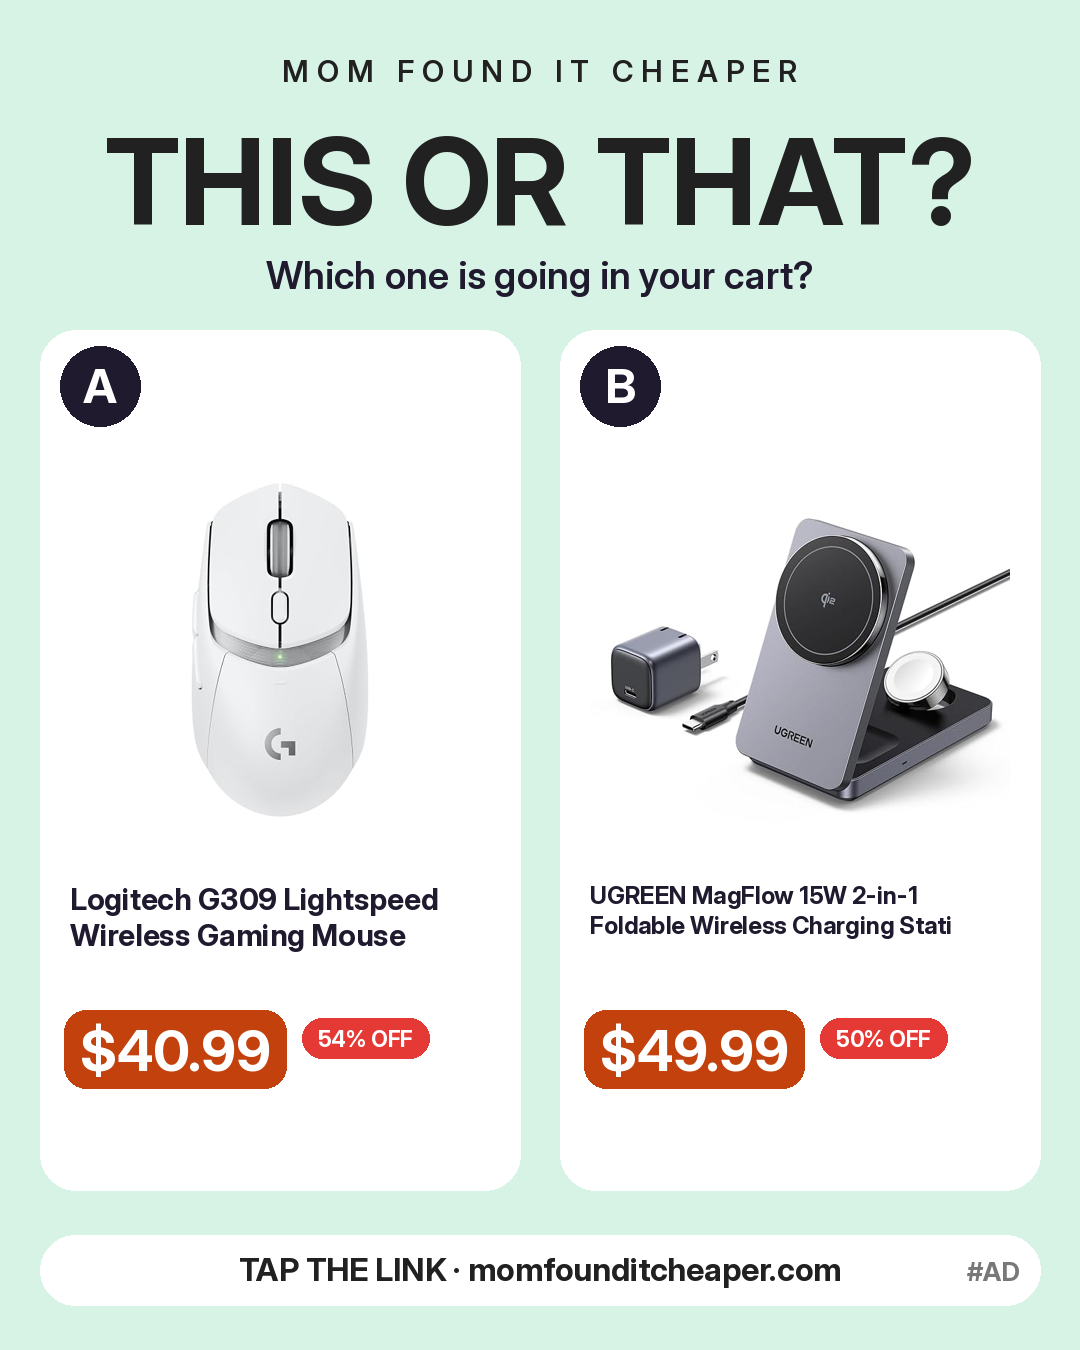 MOM FOUND IT CHEAPER
THIS OR THAT?
Which one is going in your cart?
A
Logitech G309 Lightspeed
Wireless Gaming Mouse
$40.99
54% OFF
B
Qi2
UGREEN
UGREEN MagFlow 15W 2-in-1
Foldable Wireless Charging Stati
$49.99
50% OFF
TAP THE LINK · momfounditcheaper.com
#AD